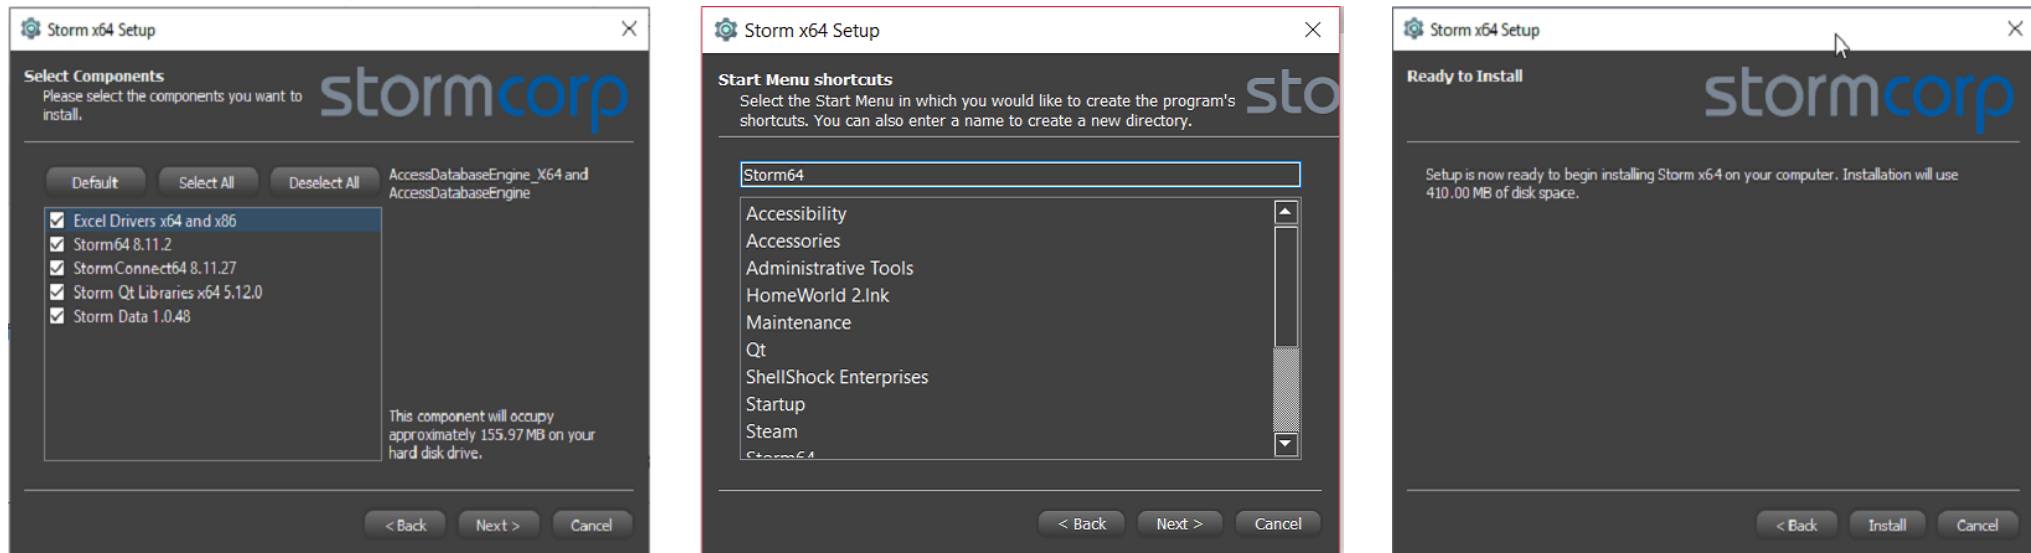 Storm x64 Setup
Select Components
Please select the components you want to
install.
stormcorp
Default
Select All
Deselect All
AccessDatabaseEngine_X64 and
AccessDatabaseEngine
Excel Drivers x64 and x86
Storm64 8.11.2
StormConnect64 8.11.27
Storm Qt Libraries x64 5.12.0
Storm Data 1.0.48
This component will occupy
approximately 155.97 MB on your
hard disk drive.
< Back
Next >
Cancel
Storm x64 Setup
Start Menu shortcuts
Select the Start Menu in which you would like to create the program's
shortcuts. You can also enter a name to create a new directory.
sto
Storm64
Accessibility
Accessories
Administrative Tools
HomeWorld 2.lnk
Maintenance
Qt
ShellShock Enterprises
Startup
Steam
Storm64
< Back
Next >
Cancel
Storm x64 Setup
Ready to Install
stormcorp
Setup is now ready to begin installing Storm x64 on your computer. Installation will use
410.00 MB of disk space.
< Back
Install
Cancel